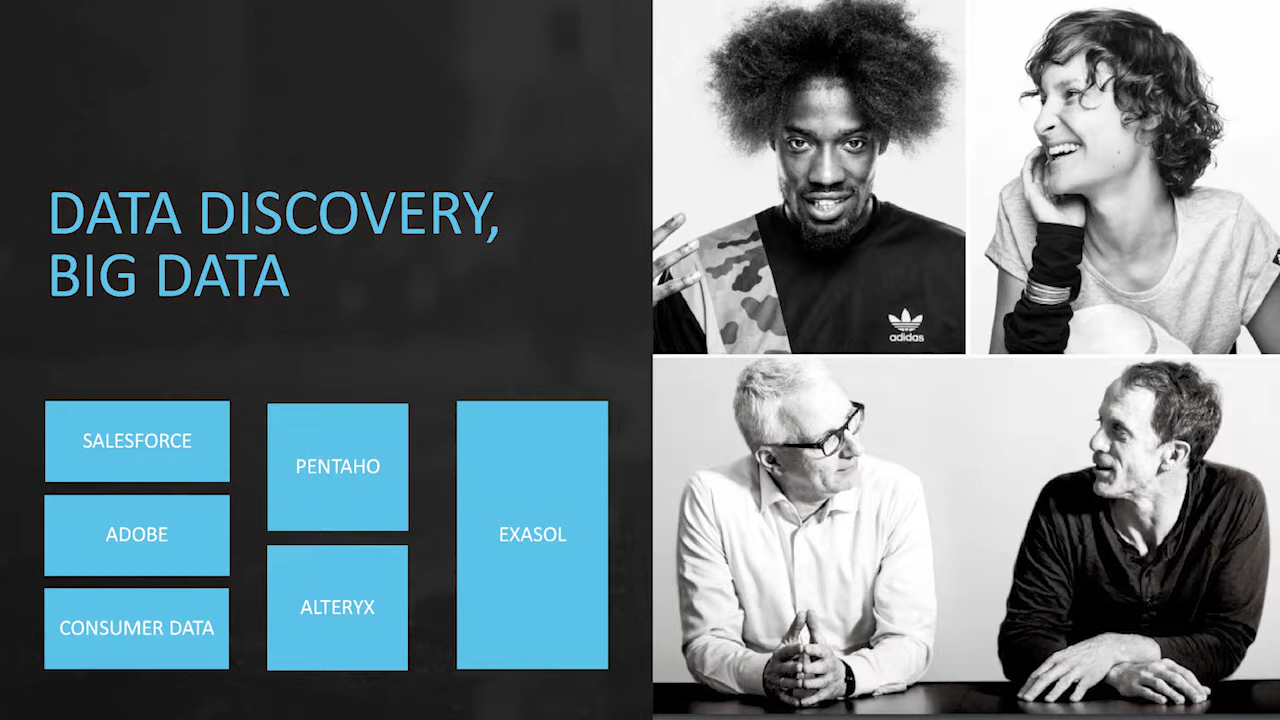 DATA DISCOVERY,
BIG DATA
SALESFORCE
ADOBE
CONSUMER DATA
PENTAHO
ALTERYX
EXASOL
adidas